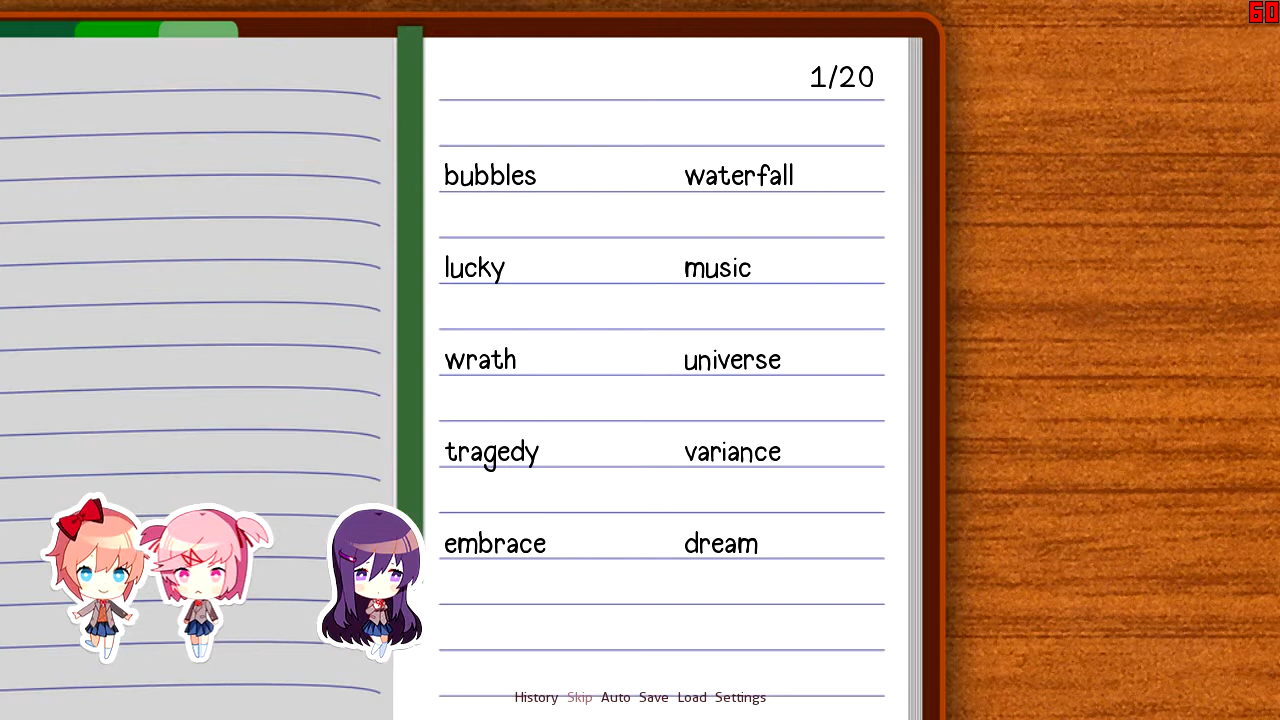 60
1/20
bubbles waterfall
lucky music
wrath universe
tragedy variance
embrace dream
History Skip Auto Save Load Settings